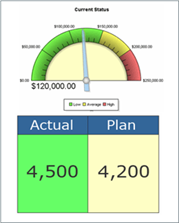 Current Status
$100,000.00 $150,000.00
$50,000.00 $200,000.00
$0.00 $250,000.00
$120,000.00
Low Average High
Actual Plan
4,500 4,200